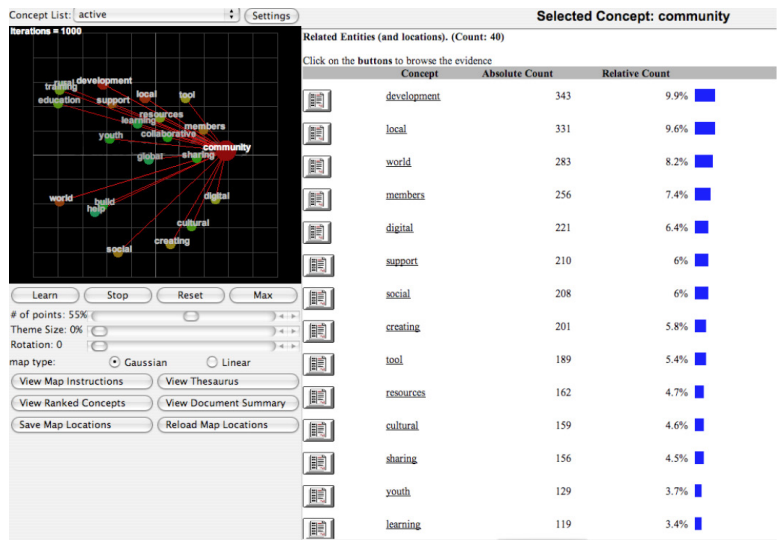 Concept List: active Settings
Iterations = 1000
rural
training
development
education
support
local
tool
resources
learning
members
youth
collaborative
community
global
sharing
world
build
help
digital
cultural
creating
social
Learn Stop Reset Max
# of points: 55%
Theme Size: 0%
Rotation: 0
map type: Gaussian Linear
View Map Instructions View Thesaurus
View Ranked Concepts View Document Summary
Save Map Locations Reload Map Locations
Selected Concept: community
Related Entities (and locations). (Count: 40)
Click on the buttons to browse the evidence
Concept Absolute Count Relative Count
development 343 9.9%
local 331 9.6%
world 283 8.2%
members 256 7.4%
digital 221 6.4%
support 210 6%
social 208 6%
creating 201 5.8%
tool 189 5.4%
resources 162 4.7%
cultural 159 4.6%
sharing 156 4.5%
youth 129 3.7%
learning 119 3.4%